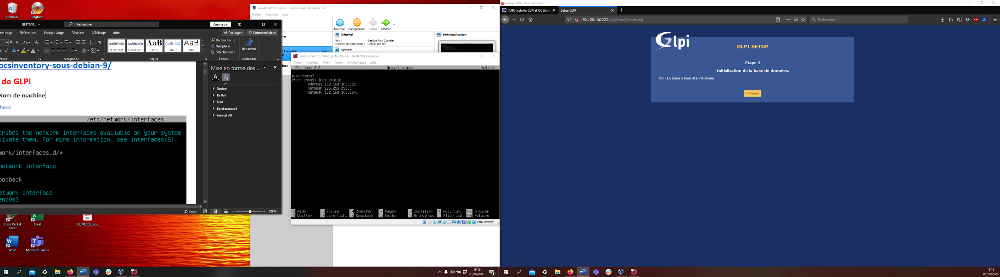 Corbeille
ImgBurn
GESTPAR...
Rechercher
Connexion
en page
Références
Publipostage
Révision
Affichage
Aide
Partager
Commentaires
AaBbCcDc
¶ Normal
AaBbCcDc
¶ Sans int...
AaB
Titre 1
AaBbCcE
Titre 2
AaB
Titre
Rechercher
Remplacer
Sélectionner
Rédacteur
Police
Paragraphe
Styles
Édition
Rédacteur
ocsinventory-sous-debian-9/
de GLPI
Nom de machine
faces
/etc/network/interfaces
cribes the network interfaces available on your system
tivate them. For more information, see interfaces(5).
work/interfaces.d/*
network interface
oopback
etwork interface
enp0s3
Mise en forme des ...
Ombre
Reflet
Éclat
Bord estompé
Format 3D
Focus
136 %
Cisco Packet
Tracer
Excel
COMELEC_Sc...
Word
Microsoft Teams
Oracle VM VirtualBox - Gestionnaire de machines
Fichier Machine Aide
Nouvelle
Configuration
Oublier
Afficher
Général
Nom :
Gestion Parc Comelec
Système d'exploitation :
Debian (64-bit)
System
Prévisualisation
Gestion Parc Comelec [En fonction] - Oracle VM VirtualBox
Fichier Machine Écran Entrée Périphériques Aide
GNU nano 3.2 Nouvel espace Modifié
auto enp0s7
iface enp0s7 inet static
address 192.168.100.222
netmask 255.255.255.0
gateway 192.168.100.254_
^G Aide ^O Écrire ^W Chercher ^K Couper ^J Justifier ^C Pos. cur. M-U Annuler
^X Quitter ^R Lire fich. ^\ Remplacer ^U Coller ^T Orthograp. ^_ Aller lig. M-E Refaire
CTRL DROITE
16:15
01/02/2021
Setup GLPI - Mozilla Firefox
TUTO Installer GLPI et OCSInven
Setup GLPI
192.168.100.222/glpi/install/install.php
Rechercher
Glpi
GLPI SETUP
Étape 3
Initialisation de la base de données.
OK - La base a bien été initialisée
Continuer
16:15
01/02/2021